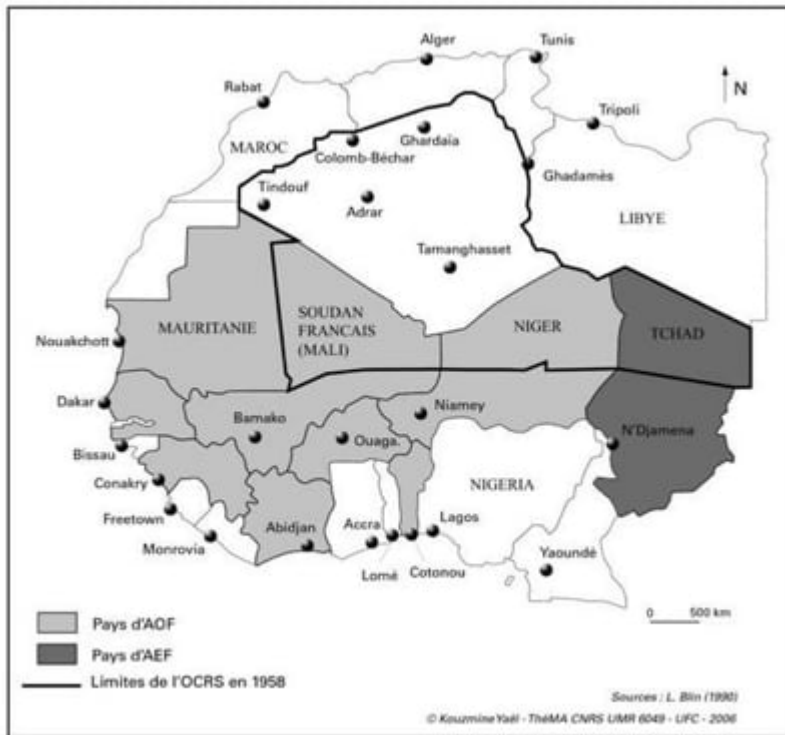 Alger
Tunis
N
Rabat
Tripoli
Ghardaïa
MAROC
Colomb-Béchar
Ghadamès
Tindouf
LIBYE
Adrar
Tamanghasset
MAURITANIE
SOUDAN
FRANCAIS
(MALI)
NIGER
TCHAD
Nouakchott
Dakar
Niamey
Bamako
Ouaga.
N'Djamena
Bissau
Conakry
NIGERIA
Freetown
Abidjan
Accra
Lagos
Monrovia
Lomé
Cotonou
Yaoundé
0 500 km
Pays d'AOF
Pays d'AEF
Limites de l'OCRS en 1958
Sources : L. Blin (1990)
© KouzmineYaël - ThéMA CNRS UMR 6049 - UFC - 2006